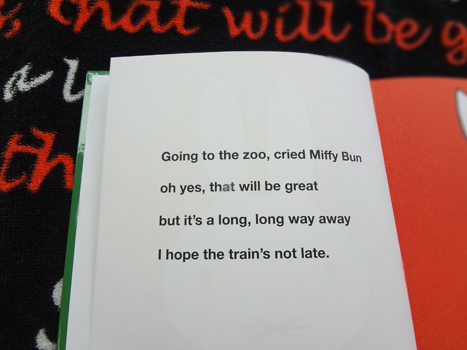 that will be g
th
Going to the zoo, cried Miffy Bun
oh yes, that will be great
but it's a long, long way away
I hope the train's not late.